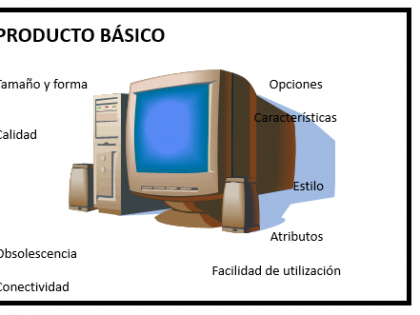 PRODUCTO BÁSICO
Tamaño y forma
Opciones
Características
Calidad
Estilo
Atributos
Obsolescencia
Facilidad de utilización
Conectividad